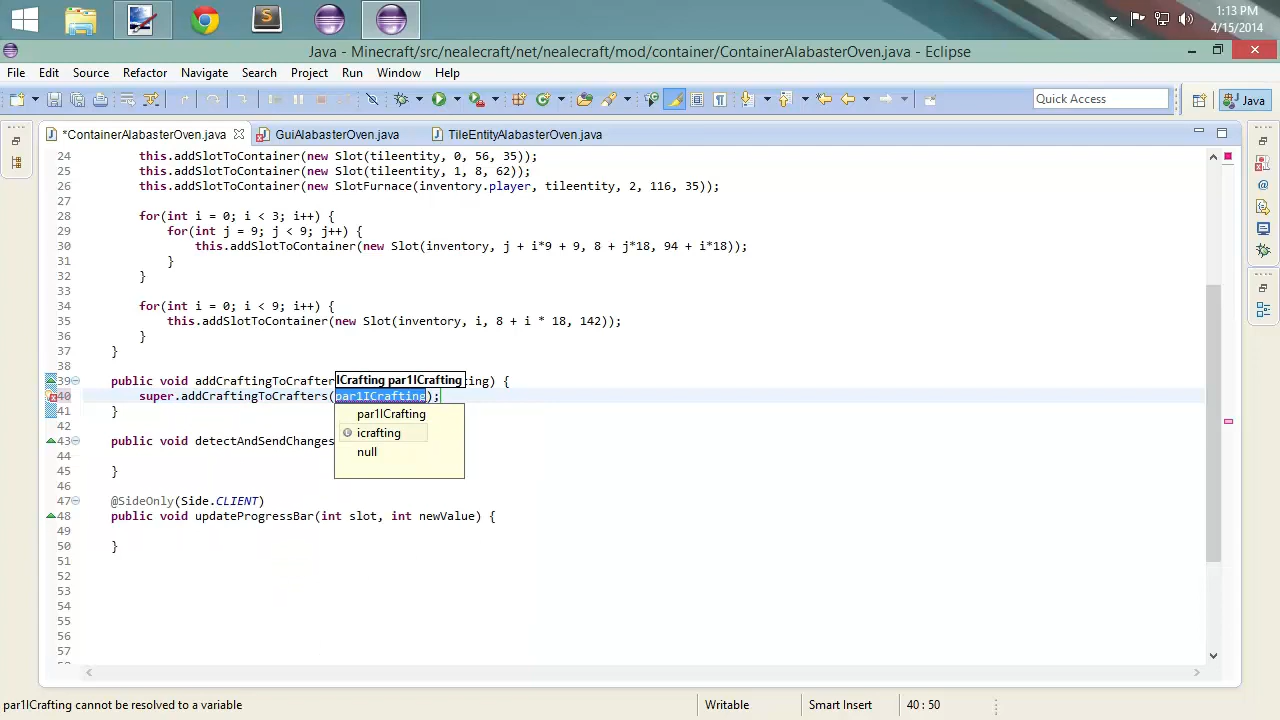 1:13 PM
4/15/2014
Java - Minecraft/src/nealecraft/net/nealecraft/mod/container/ContainerAlabasterOven.java - Eclipse
File Edit Source Refactor Navigate Search Project Run Window Help
Quick Access Java
*ContainerAlabasterOven.java GuiAlabasterOven.java TileEntityAlabasterOven.java
24 this.addSlotToContainer(new Slot(tileentity, 0, 56, 35));
25 this.addSlotToContainer(new Slot(tileentity, 1, 8, 62));
26 this.addSlotToContainer(new SlotFurnace(inventory.player, tileentity, 2, 116, 35));
27
28 for(int i = 0; i < 3; i++) {
29 for(int j = 9; j < 9; j++) {
30 this.addSlotToContainer(new Slot(inventory, j + i*9 + 9, 8 + j*18, 94 + i*18));
31 }
32 }
33
34 for(int i = 0; i < 9; i++) {
35 this.addSlotToContainer(new Slot(inventory, i, 8 + i * 18, 142));
36 }
37 }
38
39 public void addCraftingToCrafter ICrafting par1ICrafting ing) {
40 super.addCraftingToCrafters(par1ICrafting);
41 }
par1ICrafting
42
icrafting
43 public void detectAndSendChanges
44 null
45 }
46
47 @SideOnly(Side.CLIENT)
48 public void updateProgressBar(int slot, int newValue) {
49
50 }
51
52
53
54
55
56
57
par1ICrafting cannot be resolved to a variable Writable Smart Insert 40 : 50